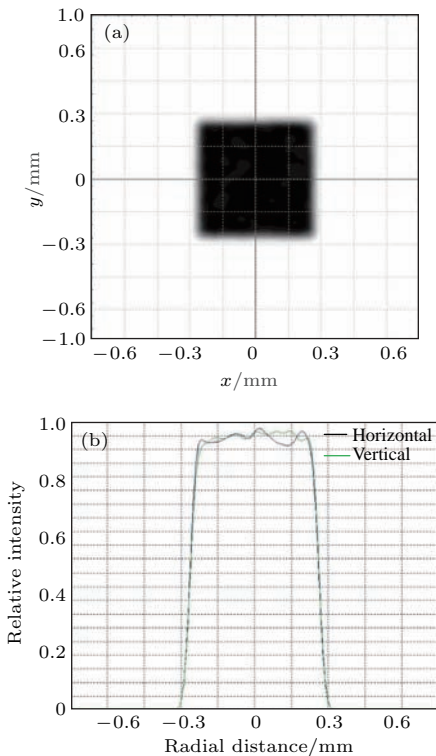 (a)
1.0
0.6
0.3
0
−0.3
−0.6
−1.0
y/mm
−0.6 −0.3 0 0.3 0.6
x/mm
(b)
Horizontal
Vertical
1.0
0.8
0.6
0.4
0.2
0
Relative intensity
−0.6 −0.3 0 0.3 0.6
Radial distance/mm